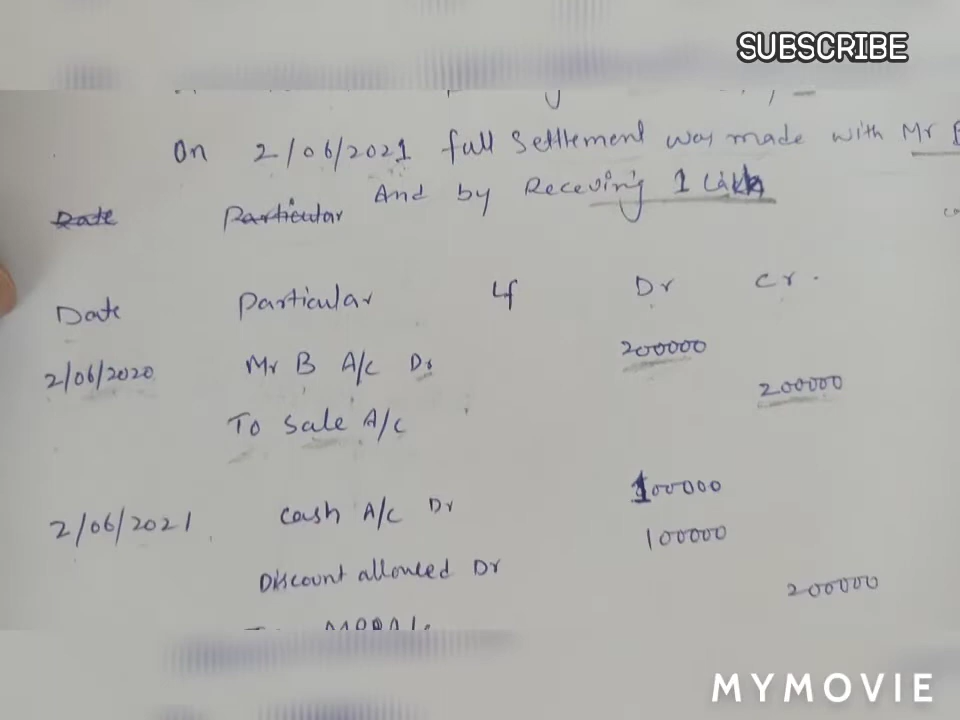 SUBSCRIBE
On 2/06/2021 full Settlement was made with Mr B
And by Receving 1 Lakh
Date Particular
Date Particular Lf Dr Cr.
2/06/2020 Mr B A/c Dr 200000
200000
To Sale A/c
2/06/2021 Cash A/c Dr 100000
100000
Discount allowed Dr
200000
MYMOVIE